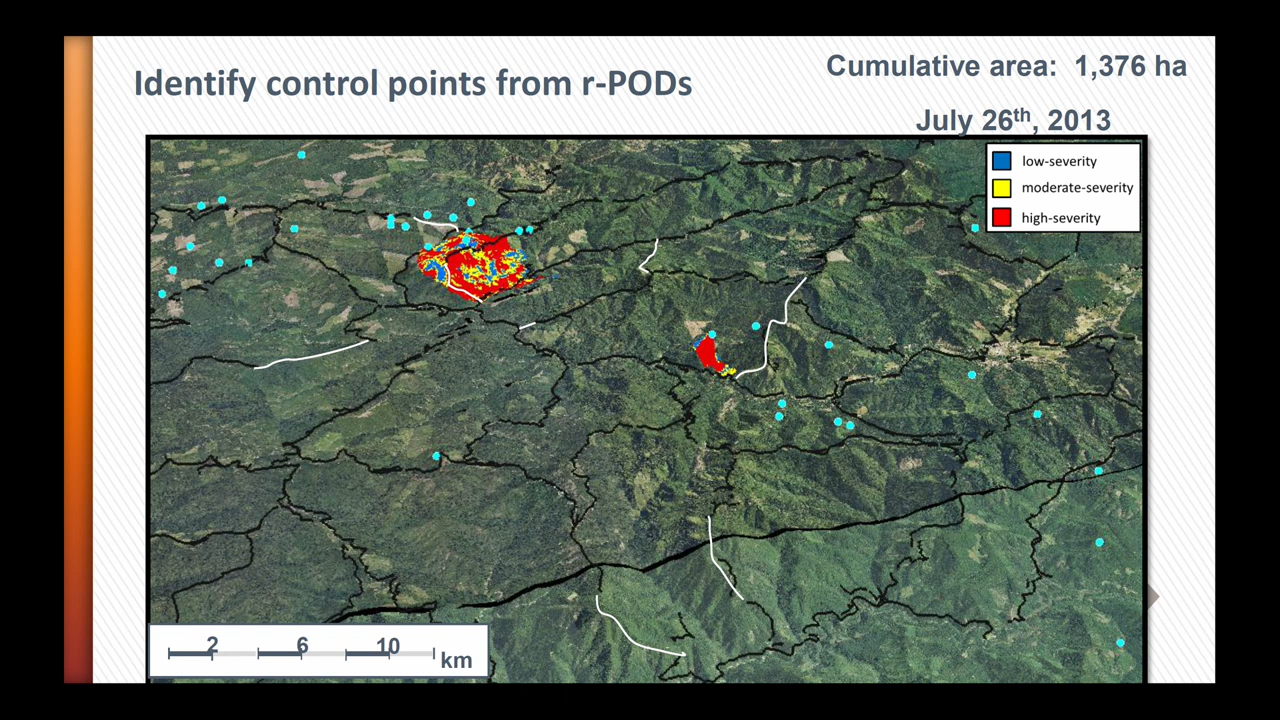 Identify control points from r-PODs
Cumulative area: 1,376 ha
July 26th, 2013
low-severity
moderate-severity
high-severity
2 6 10
km